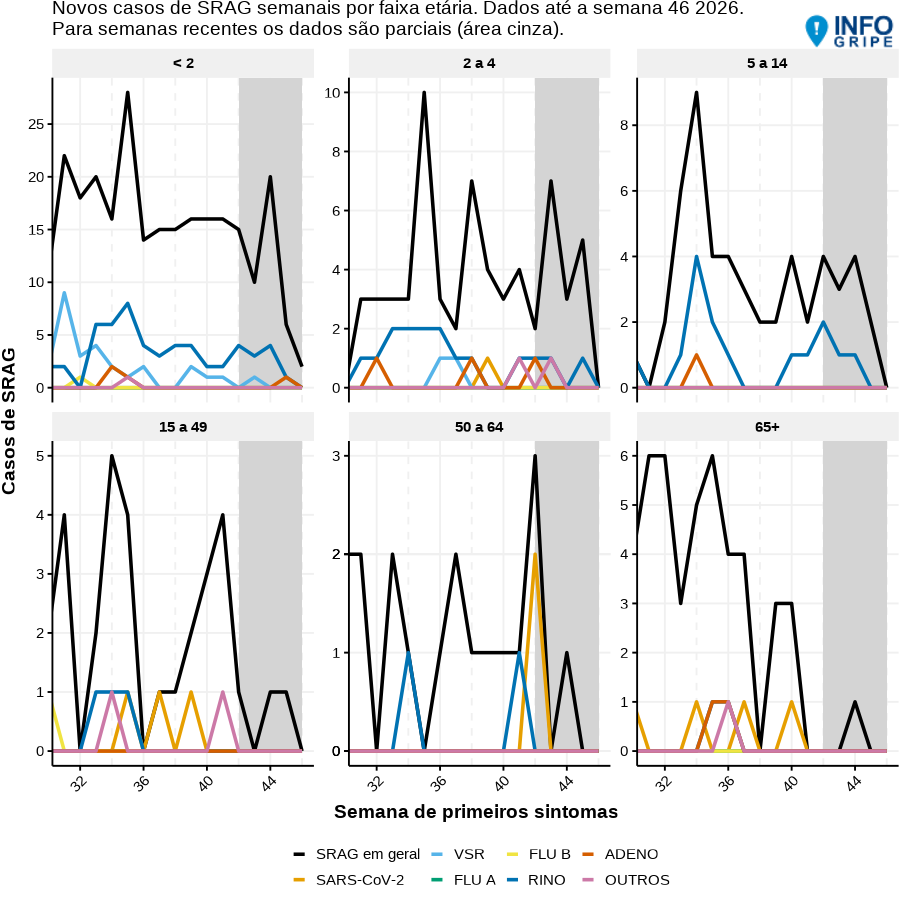 Novos casos de SRAG semanais por faixa etária. Dados até a semana 46 2026.
Para semanas recentes os dados são parciais (área cinza).
INFO
GRIPE
< 2
2 a 4
5 a 14
25
20
15
10
5
0
10
8
6
4
2
0
8
6
4
2
0
Casos de SRAG
15 a 49
50 a 64
65+
5
4
3
2
1
0
3
2
1
0
6
5
4
3
2
1
0
32 36 40 44
32 36 40 44
32 36 40 44
Semana de primeiros sintomas
SRAG em geral VSR FLU B ADENO
SARS-CoV-2 FLU A RINO OUTROS